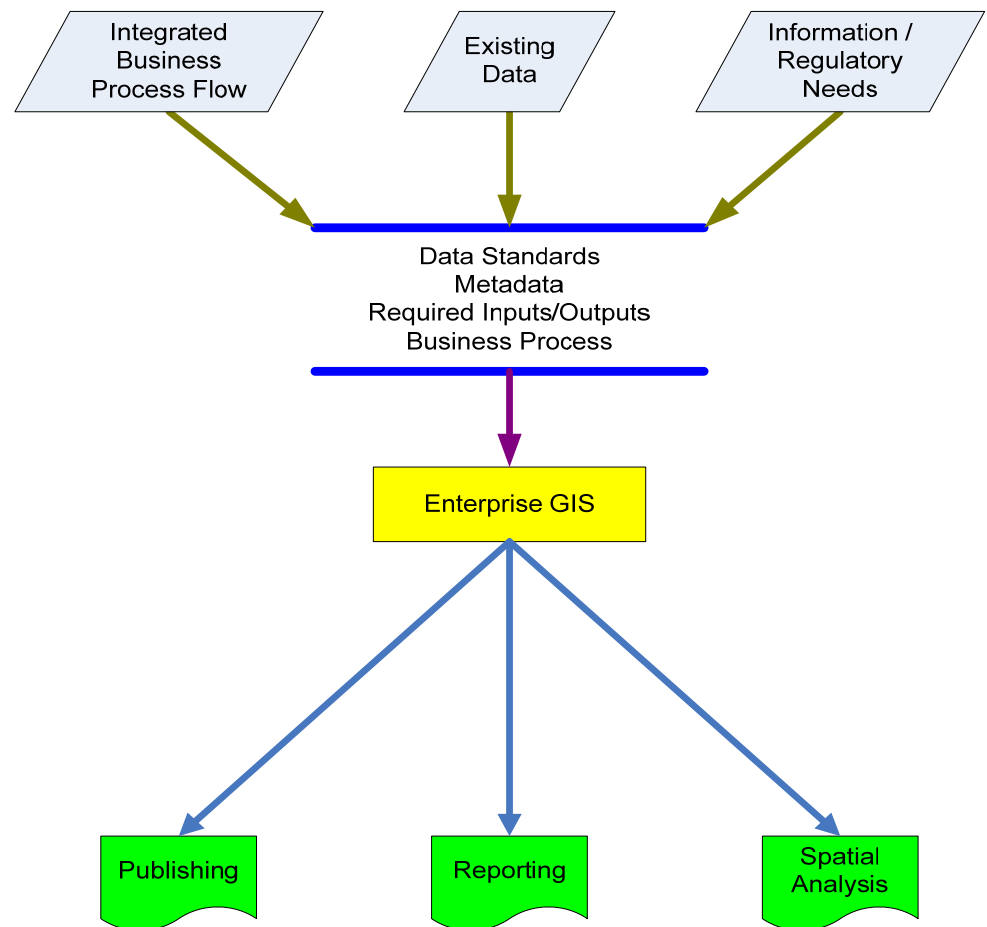 Integrated
Business
Process Flow
Existing
Data
Information /
Regulatory
Needs
Data Standards
Metadata
Required Inputs/Outputs
Business Process
Enterprise GIS
Publishing
Reporting
Spatial
Analysis